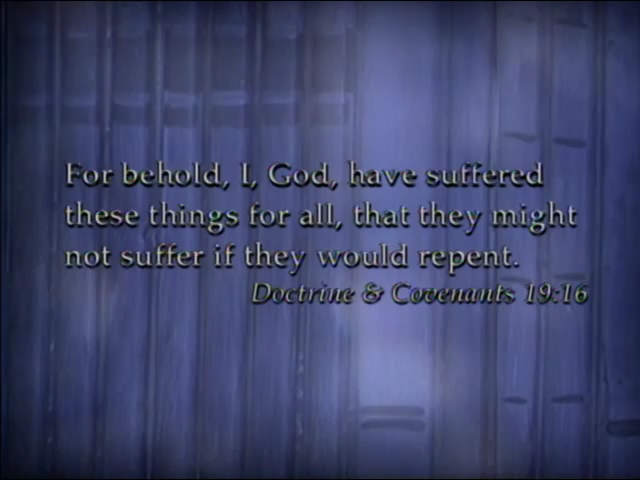 For behold, I, God, have suffered
these things for all, that they might
not suffer if they would repent.
Doctrine & Covenants 19:16